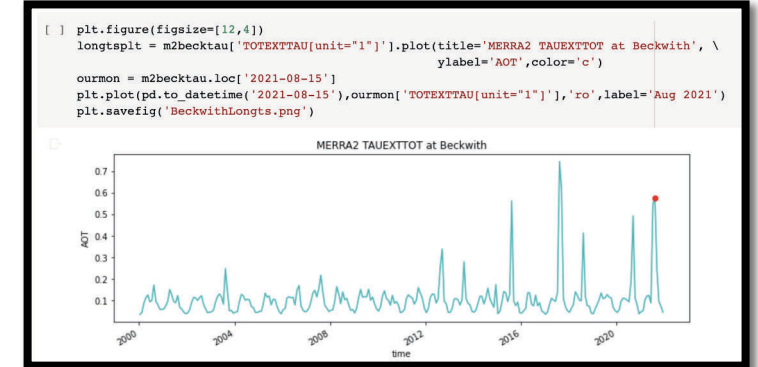 [ ] plt.figure(figsize=[12,4])
longtsplt = m2becktau['TOTEXTTAU[unit="1"]'].plot(title='MERRA2 TAUEXTTOT at Beckwith', \
ylabel='AOT',color='c')
ourmon = m2becktau.loc['2021-08-15']
plt.plot(pd.to_datetime('2021-08-15'),ourmon['TOTEXTTAU[unit="1"]'],'ro',label='Aug 2021')
plt.savefig('BeckwithLongts.png')
MERRA2 TAUEXTTOT at Beckwith
0.7
0.6
0.5
0.4
0.3
0.2
0.1
AOT
2000 2004 2008 2012 2016 2020
time